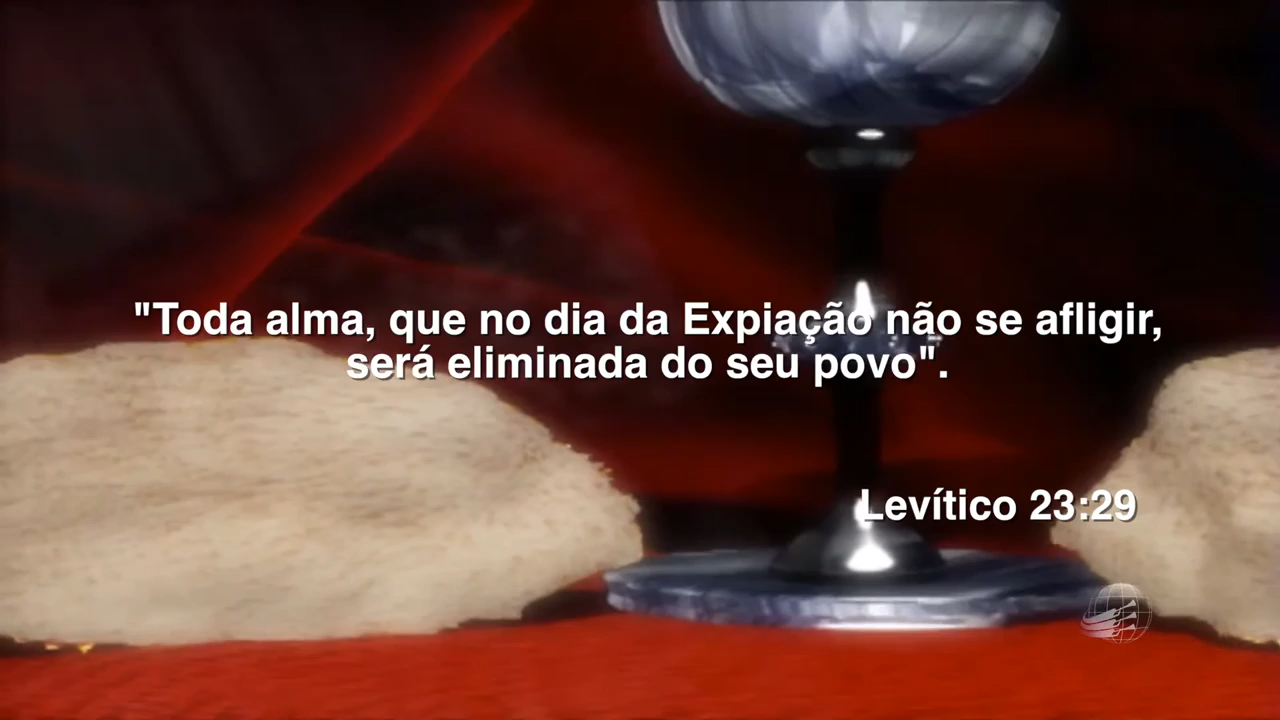 "Toda alma, que no dia da Expiação não se afligir,
será eliminada do seu povo".
Levítico 23:29